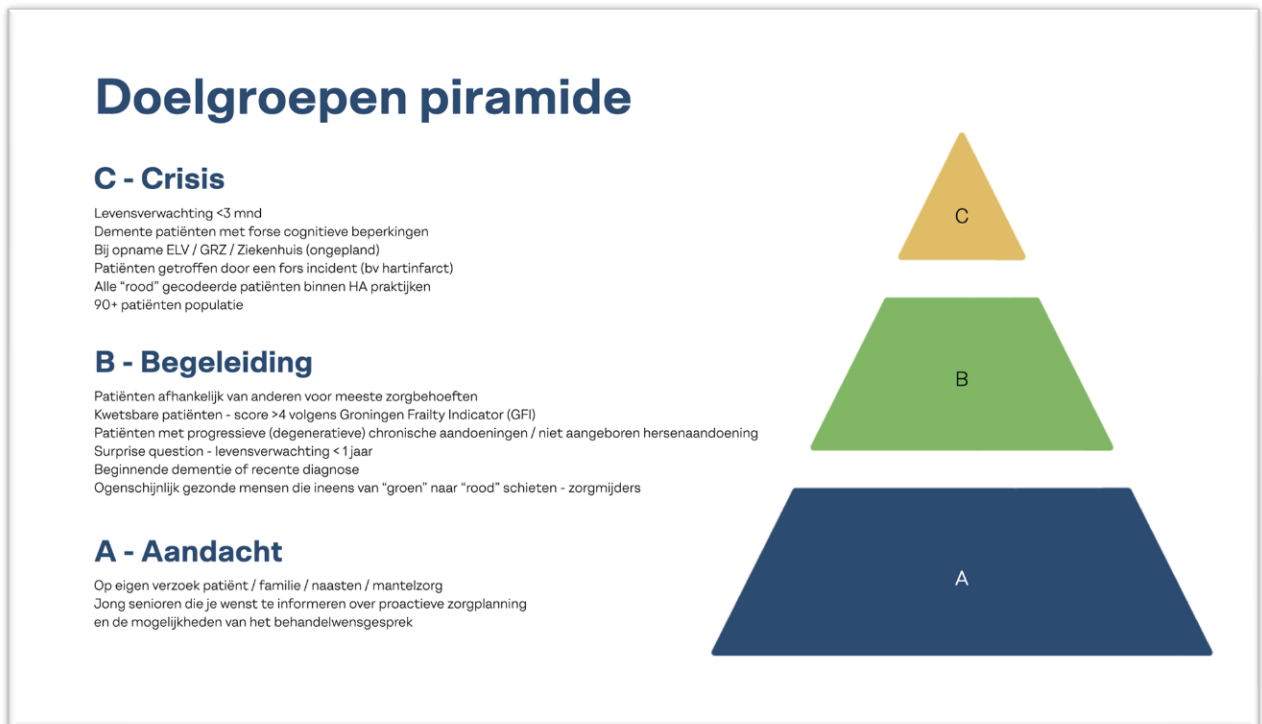 Doelgroepen piramide
C - Crisis
Levensverwachting <3 mnd
Demente patiënten met forse cognitieve beperkingen
Bij opname ELV / GRZ / Ziekenhuis (ongepland)
Patiënten getroffen door een fors incident (bv hartinfarct)
Alle “rood” gecodeerde patiënten binnen HA praktijken
90+ patiënten populatie
B - Begeleiding
Patiënten afhankelijk van anderen voor meeste zorgbehoeften
Kwetsbare patiënten - score >4 volgens Groningen Frailty Indicator (GFI)
Patiënten met progressieve (degeneratieve) chronische aandoeningen / niet aangeboren hersenaandoening
Surprise question - levensverwachting < 1 jaar
Beginnende dementie of recente diagnose
Ogenschijnlijk gezonde mensen die ineens van “groen” naar “rood” schieten - zorgmijders
A - Aandacht
Op eigen verzoek patiënt / familie / naasten / mantelzorg
Jong senioren die je wenst te informeren over proactieve zorgplanning
en de mogelijkheden van het behandelwensgesprek
C
B
A